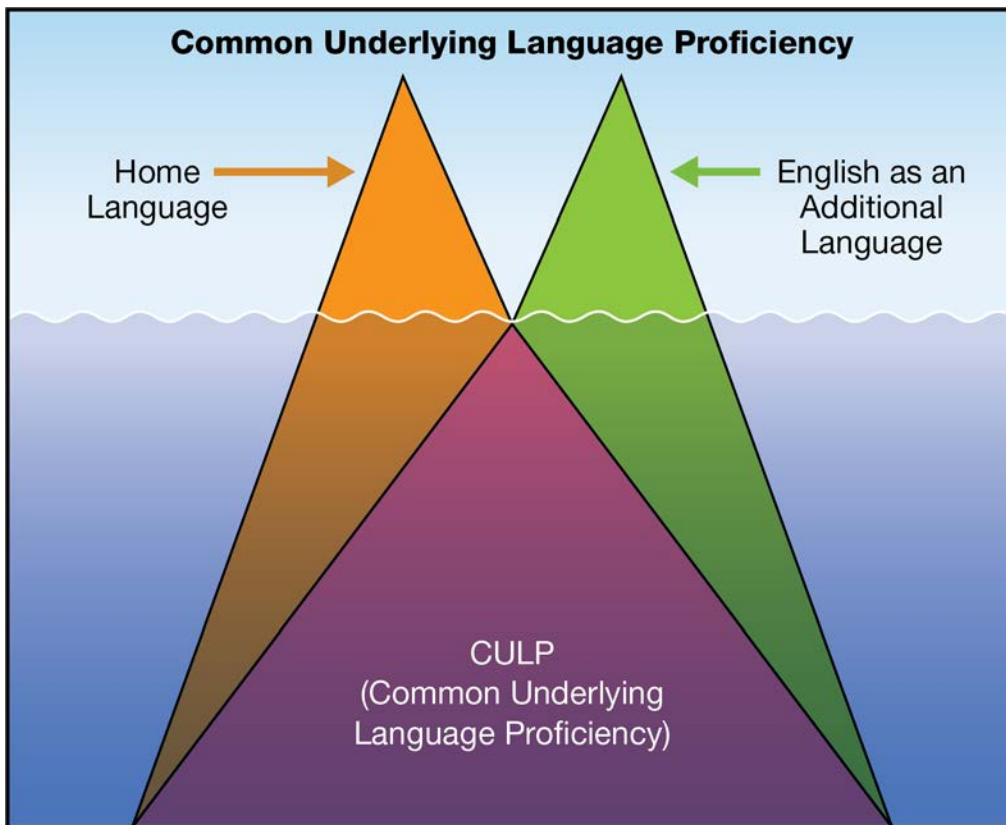 Common Underlying Language Proficiency
Home
Language
English as an
Additional
Language
CULP
(Common Underlying
Language Proficiency)